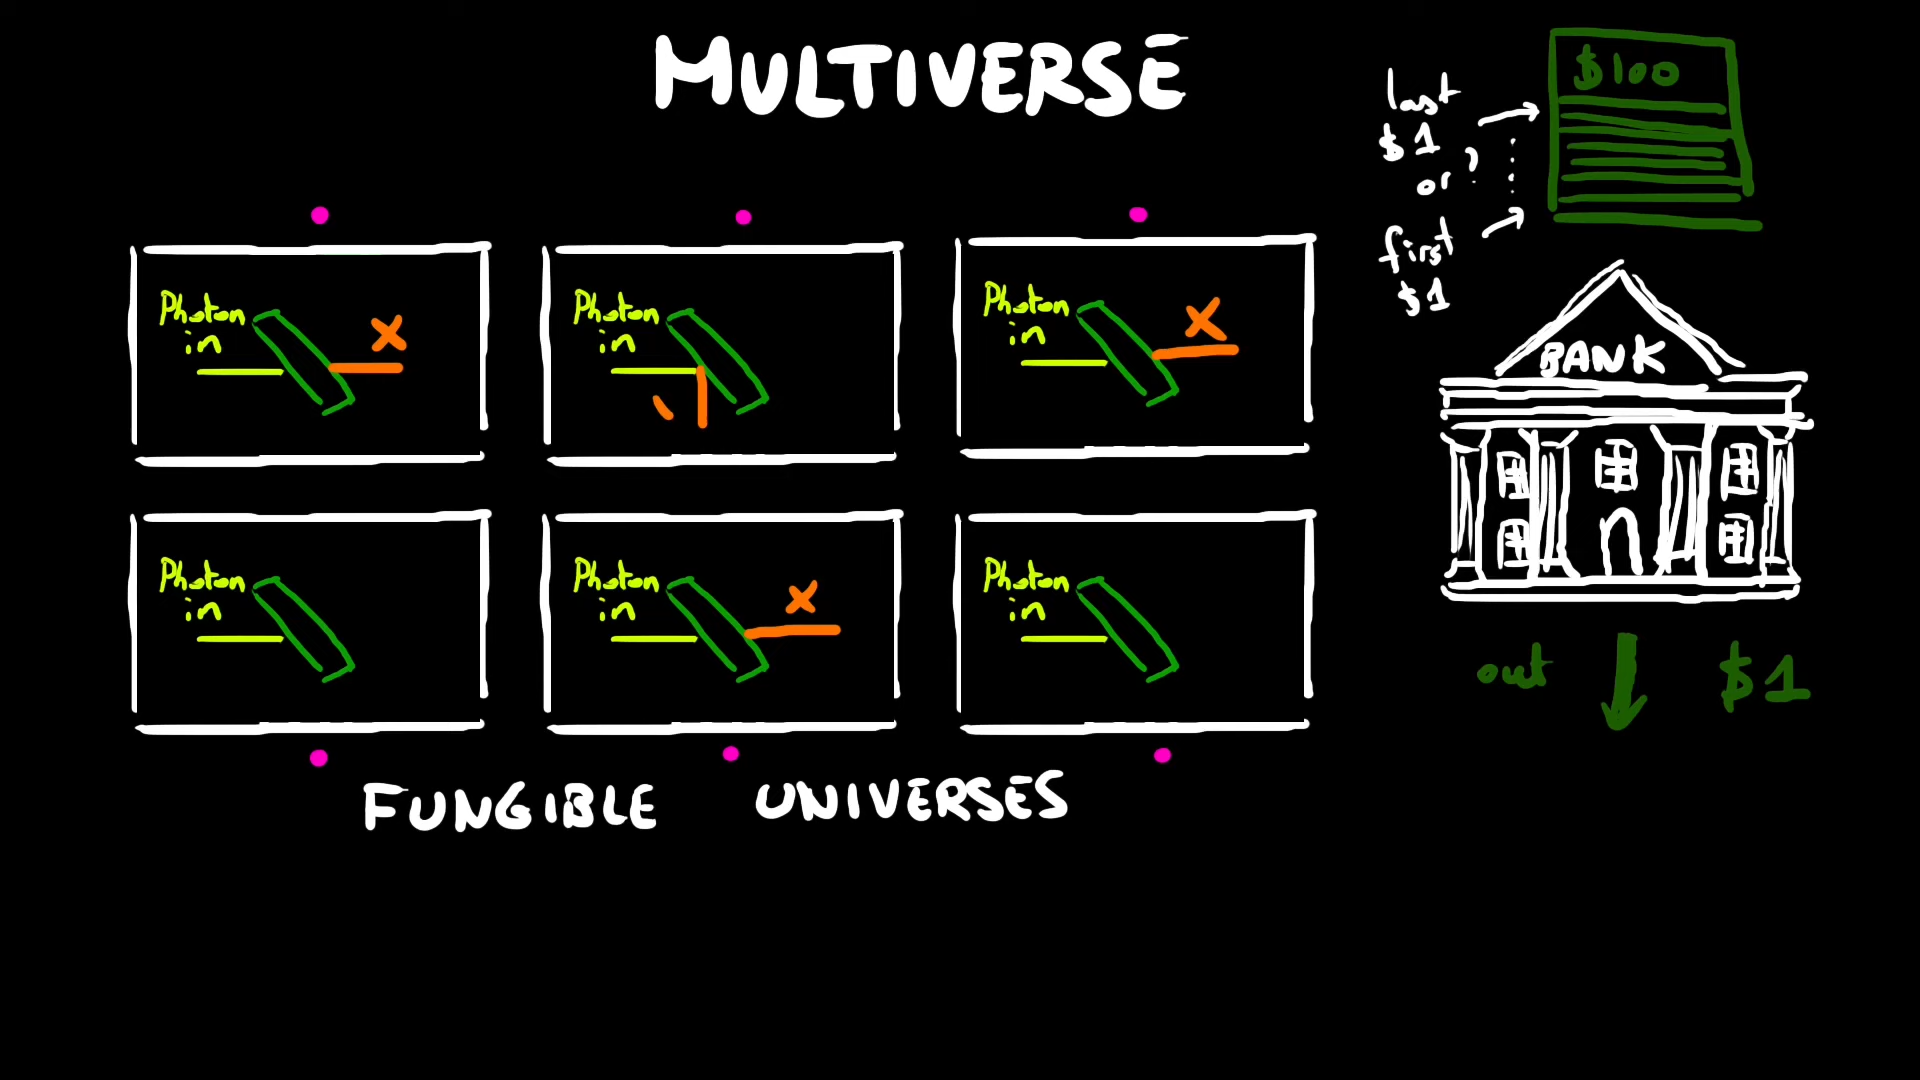 MULTIVERSE
$100
last
$1
or ?
first
$1
Photon
in
X
Photon
in
Photon
in
X
BANK
Photon
in
Photon
in
X
Photon
in
out
$1
FUNGIBLE UNIVERSES